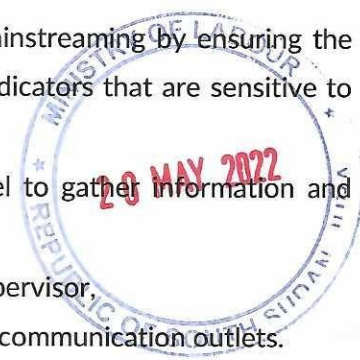 ainstreaming by ensuring the
dicators that are sensitive to
el to gather information and
pervisor,
communication outlets.
MINISTRY OF LABOUR
20 MAY 2022
REPUBLIC OF SOUTH SUDAN